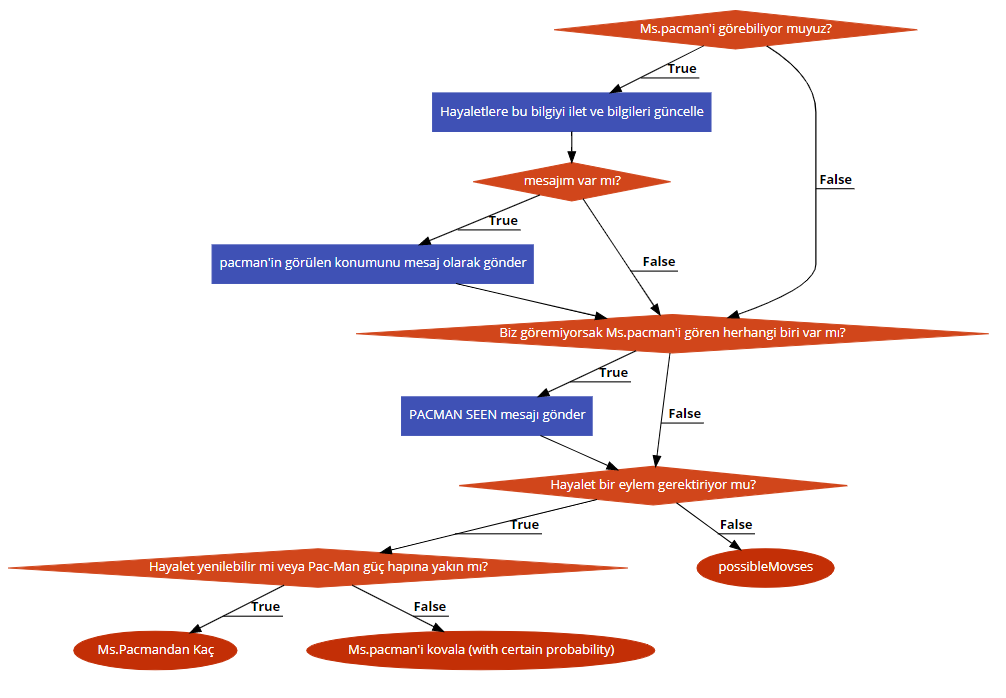 Ms.pacman'i görebiliyor muyuz?
True
Hayaletlere bu bilgiyi ilet ve bilgileri güncelle
mesajım var mı?
False
True
pacman'in görülen konumunu mesaj olarak gönder
False
Biz göremiyorsak Ms.pacman'i gören herhangi biri var mı?
True
PACMAN SEEN mesajı gönder
False
Hayalet bir eylem gerektiriyor mu?
True
False
Hayalet yenilebilir mi veya Pac-Man güç hapına yakın mı?
possibleMovses
True
False
Ms.Pacmandan Kaç
Ms.pacman'i kovala (with certain probability)